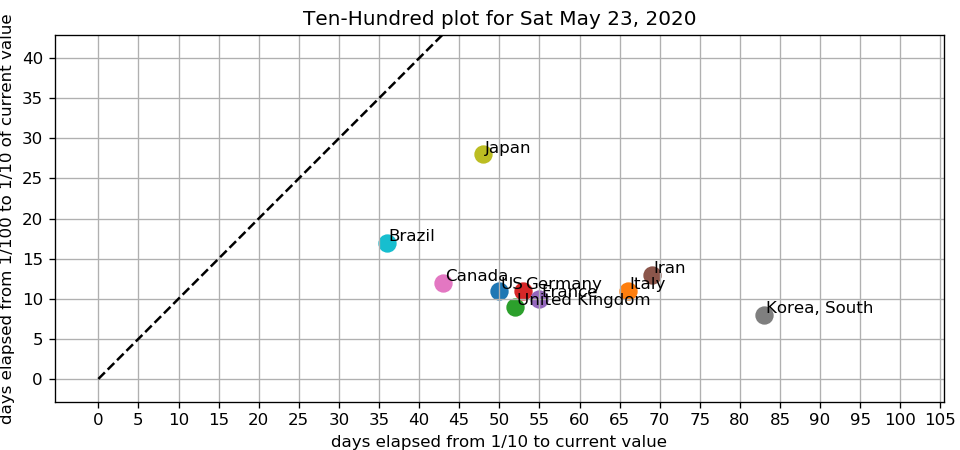 Ten-Hundred plot for Sat May 23, 2020
days elapsed from 1/100 to 1/10 of current value
40
35
30
25
20
15
10
5
0
Japan
Brazil
Canada
US
Germany
France
United Kingdom
Italy
Iran
Korea, South
0 5 10 15 20 25 30 35 40 45 50 55 60 65 70 75 80 85 90 95 100 105
days elapsed from 1/10 to current value